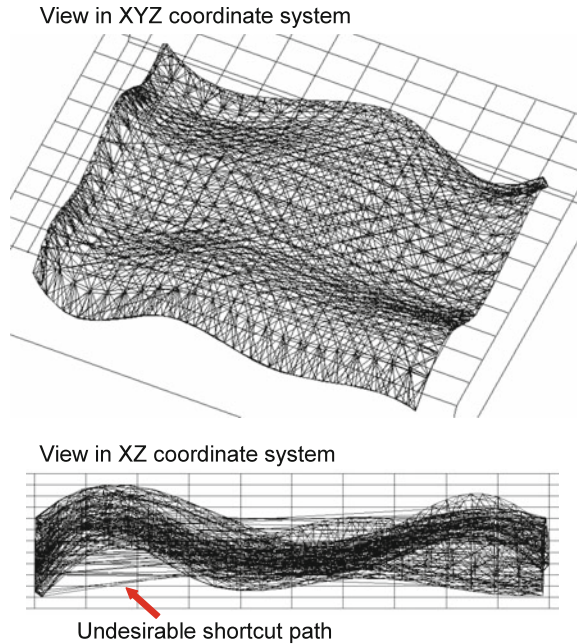 View in XYZ coordinate system
View in XZ coordinate system
Undesirable shortcut path